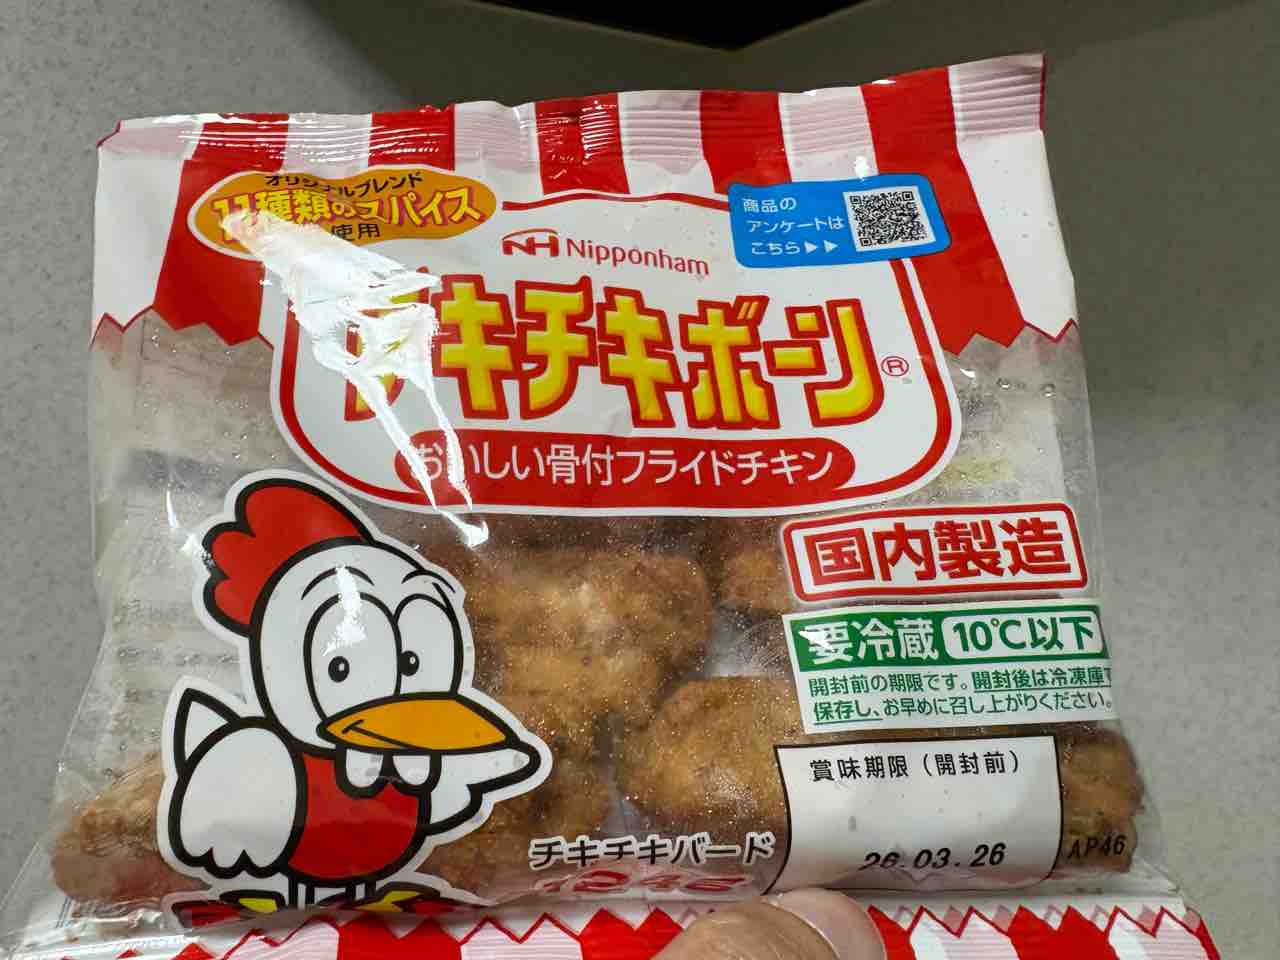 オリジナルブレンド
11種類のスパイス
使用
商品の
アンケートは
こちら▶▶
NH Nipponham
チキチキボーン®
おいしい骨付フライドチキン
国内製造
要冷蔵 10℃以下
開封前の期限です。開封後は冷凍庫で
保存し、お早めに召し上がりください。
賞味期限（開封前）
26.03.26
AP46
チキチキバード